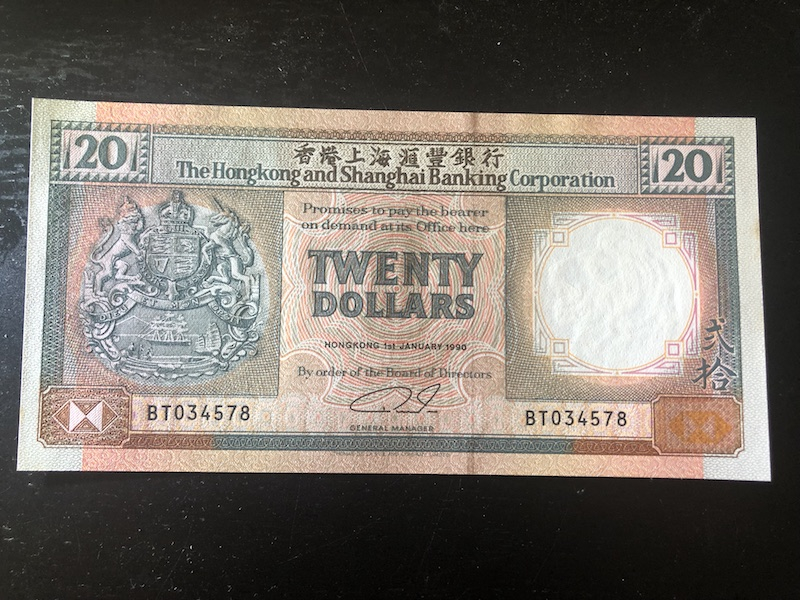 20
香港上海滙豐銀行
20
The Hongkong and Shanghai Banking Corporation
Promises to pay the bearer
on demand at its Office here
TWENTY
DOLLARS
HONGKONG 1st JANUARY 1990
By order of the Board of Directors
GENERAL MANAGER
貳拾
BT034578
BT034578